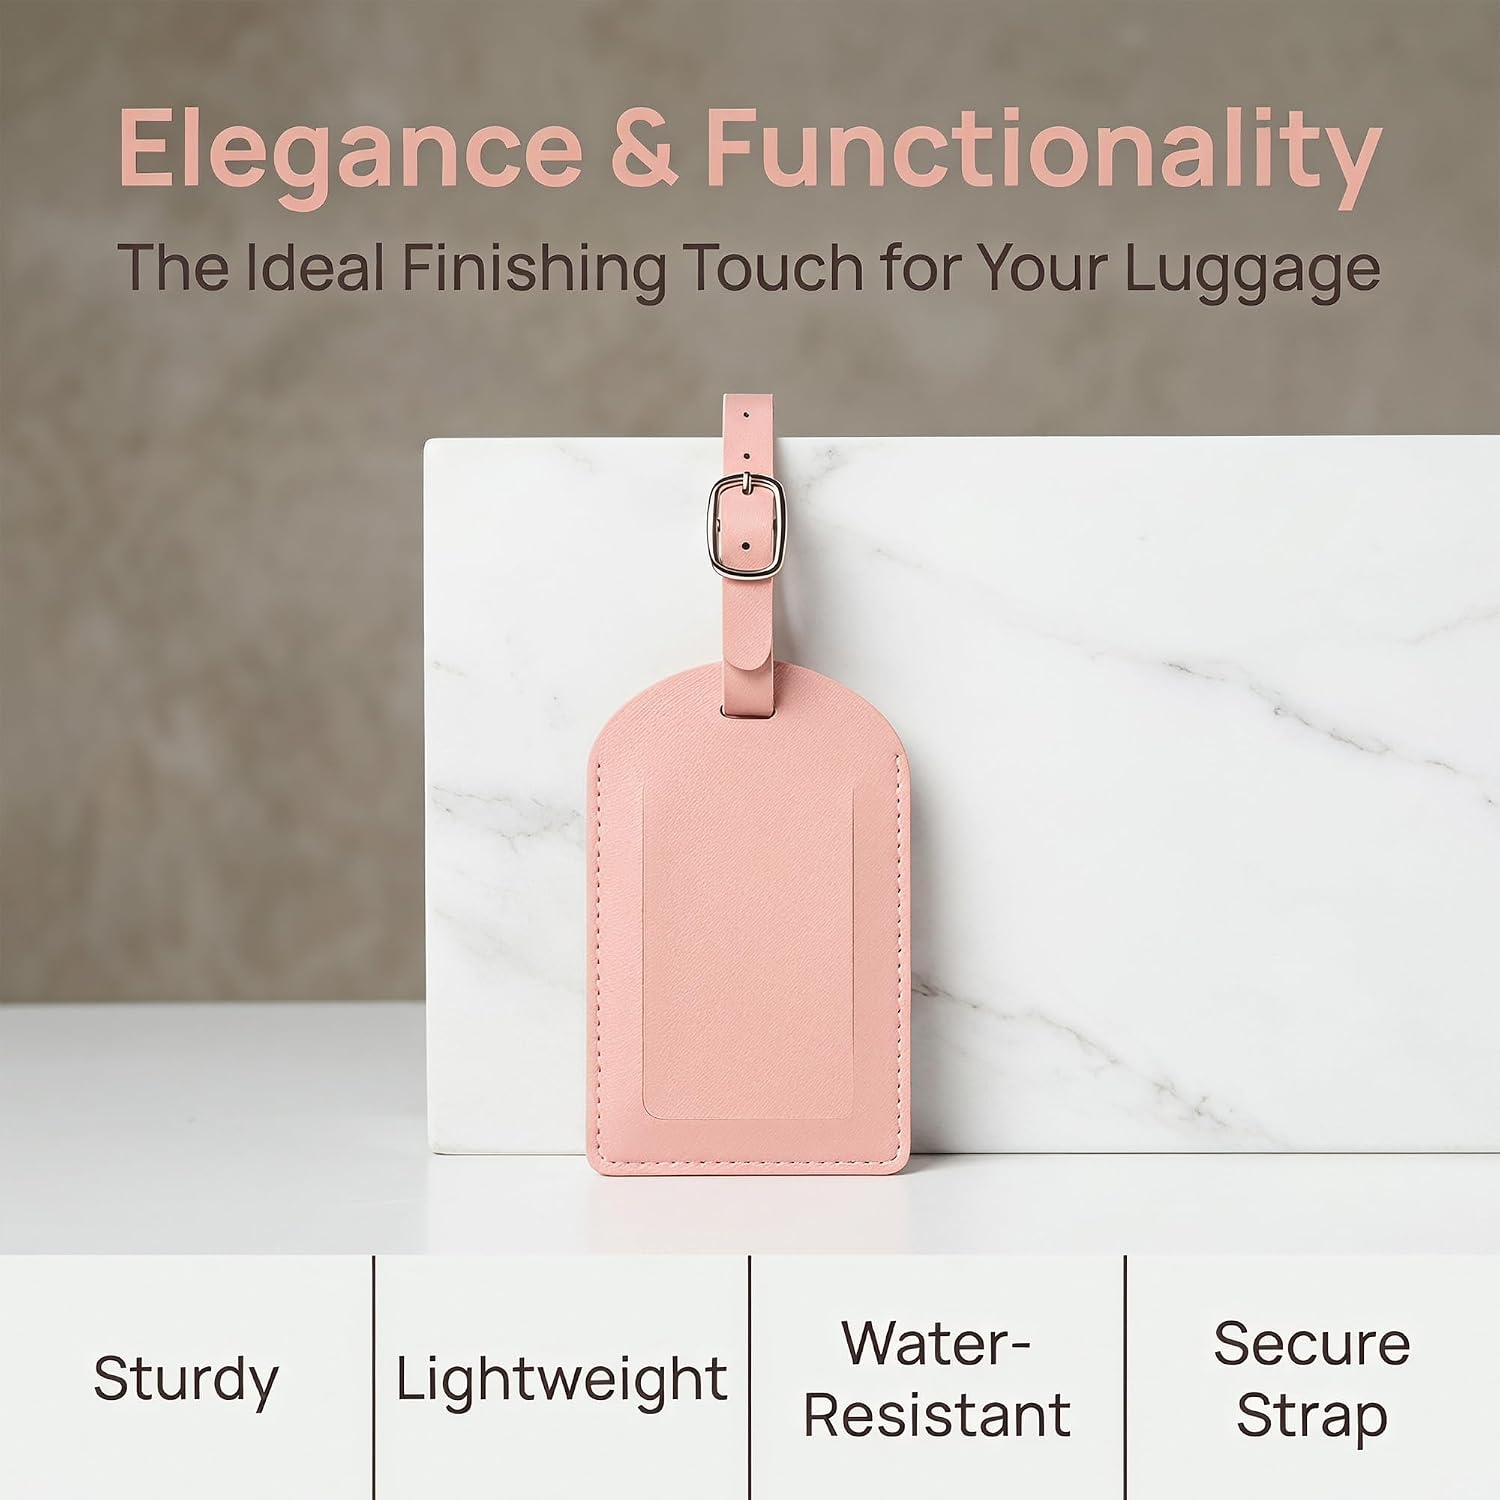 Elegance & Functionality
The Ideal Finishing Touch for Your Luggage
Sturdy
Lightweight
Water-
Resistant
Secure
Strap